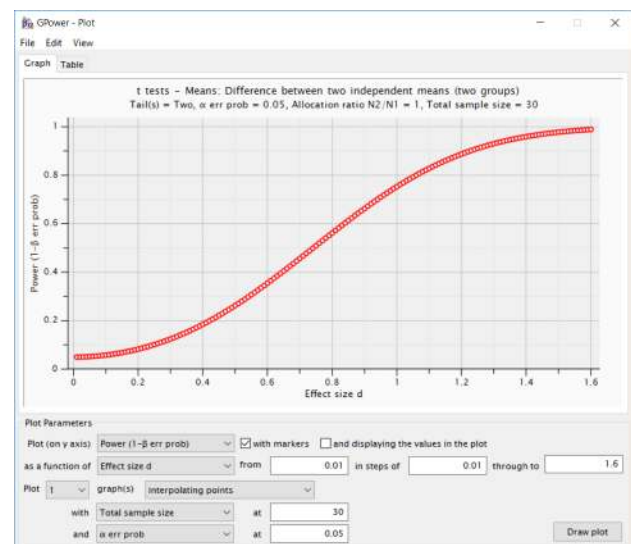 GPower - Plot
File Edit View
Graph Table
t tests - Means: Difference between two independent means (two groups)
Tail(s) = Two, α err prob = 0.05, Allocation ratio N2/N1 = 1, Total sample size = 30
Power (1-β err prob)
1
0.8
0.6
0.4
0.2
0
0 0.2 0.4 0.6 0.8 1 1.2 1.4 1.6
Effect size d
Plot Parameters
Plot (on y axis) Power (1-β err prob) with markers and displaying the values in the plot
as a function of Effect size d from 0.01 in steps of 0.01 through to 1.6
Plot 1 graph(s) interpolating points
with Total sample size at 30
and α err prob at 0.05 Draw plot